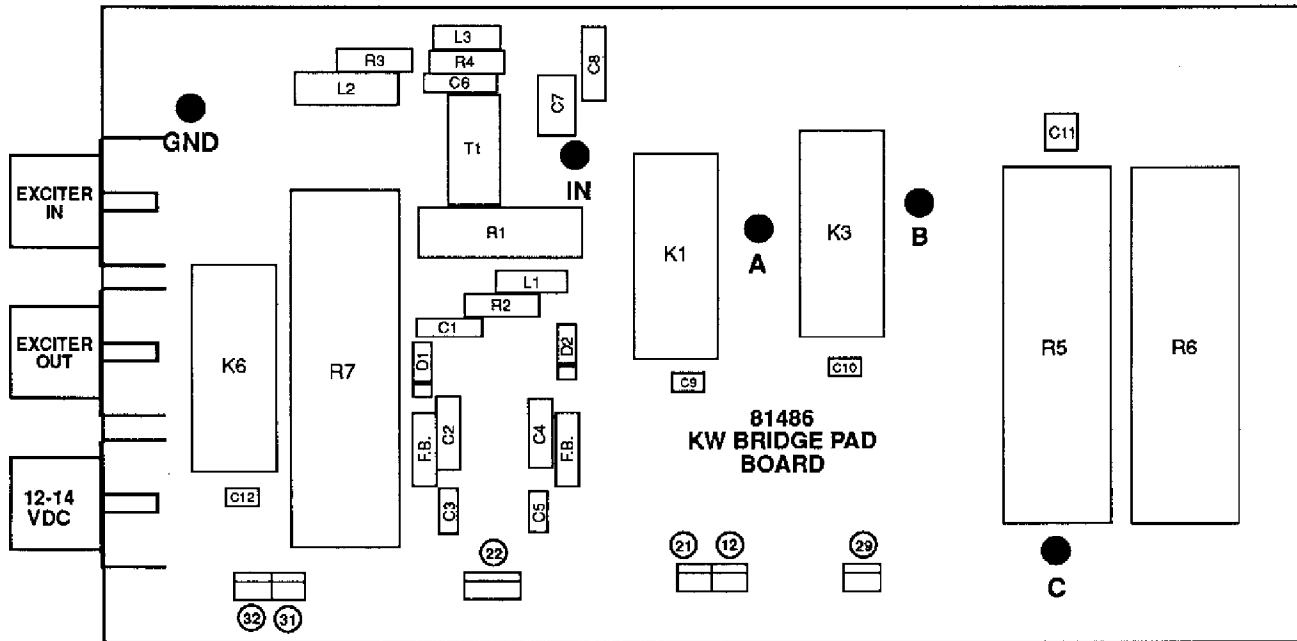 L3
R3
R4
C8
L2
C6
C7
GND
T1
IN
C11
EXCITER
IN
R1
K1
A
K3
B
L1
R2
C1
EXCITER
OUT
K6
R7
D1
D2
C9
C10
R5
R6
81486
KW BRIDGE PAD
BOARD
F.B.
C2
C4
F.B.
12-14
VDC
C12
C3
C5
22
21
12
29
C
32
31